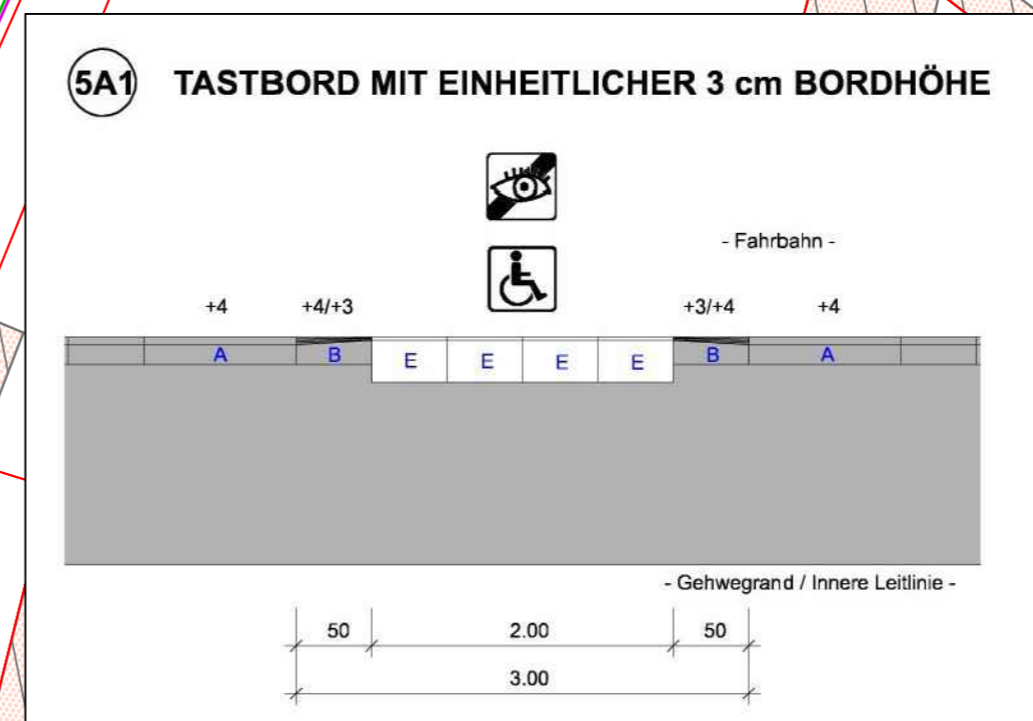 5A1 TASTBORD MIT EINHEITLICHER 3 cm BORDHÖHE
- Fahrbahn -
+4 +4/+3 +3/+4 +4
A B E E E E B A
- Gehwegrand / Innere Leitlinie -
50 2.00 50
3.00